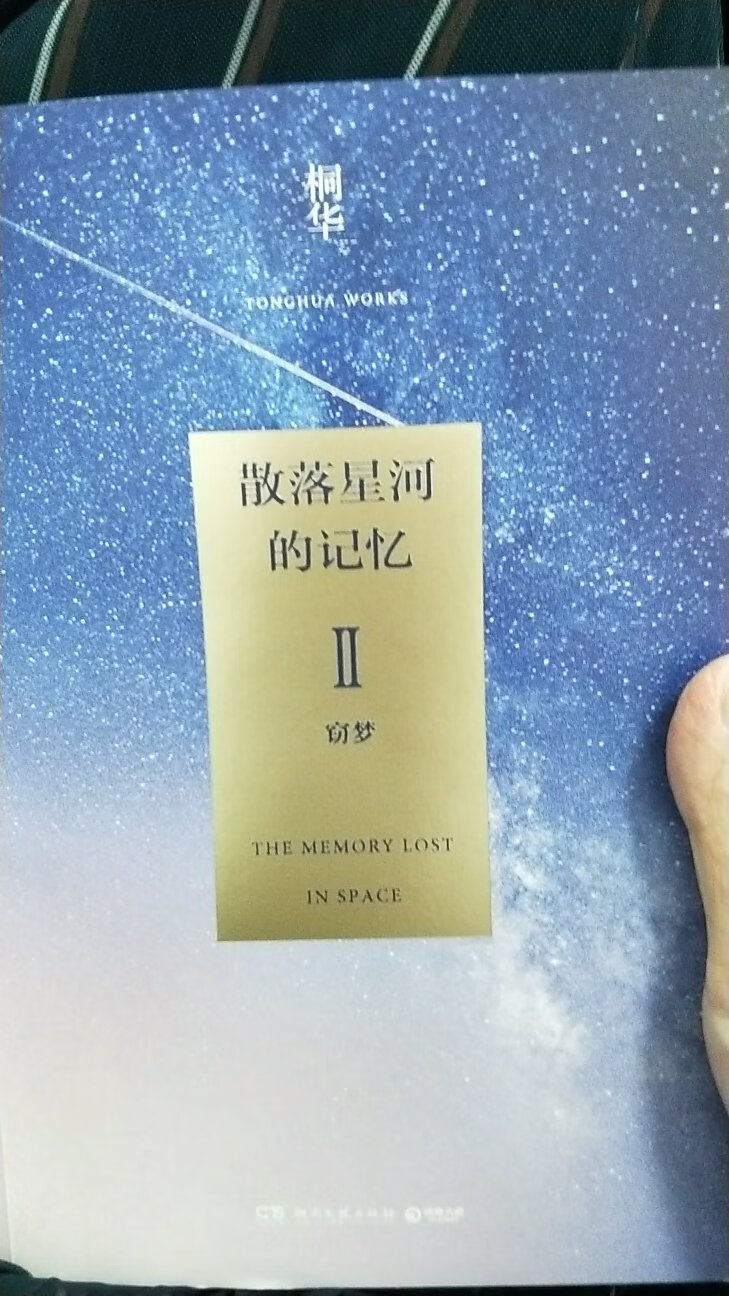 桐华
TONGHUA WORKS
散落星河
的记忆
II
窃梦
THE MEMORY LOST
IN SPACE